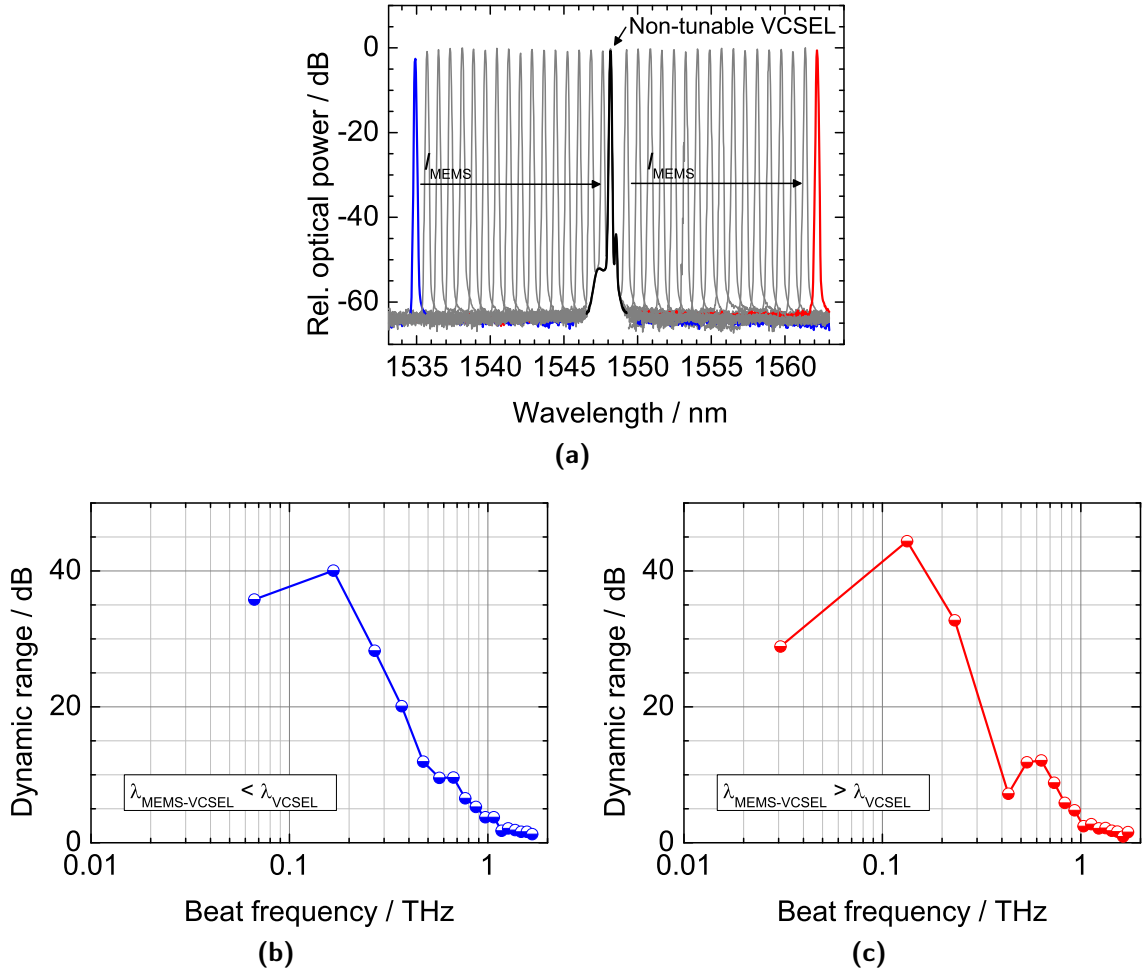 Non-tunable VCSEL
Rel. optical power / dB
0
-20
-40
-60
I_MEMS
I_MEMS
1535 1540 1545 1550 1555 1560
Wavelength / nm
(a)
Dynamic range / dB
40
20
0
λ_MEMS-VCSEL < λ_VCSEL
0.01 0.1 1
Beat frequency / THz
(b)
Dynamic range / dB
40
20
0
λ_MEMS-VCSEL > λ_VCSEL
0.01 0.1 1
Beat frequency / THz
(c)